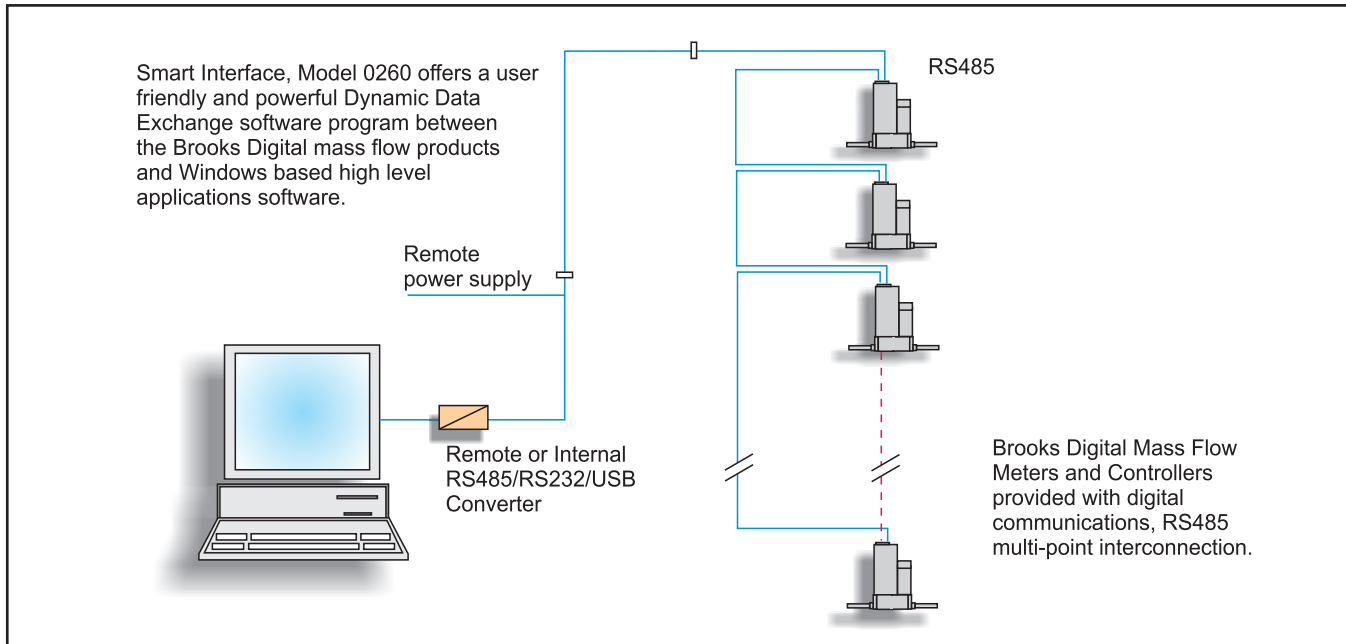 Smart Interface, Model 0260 offers a user
friendly and powerful Dynamic Data
Exchange software program between
the Brooks Digital mass flow products
and Windows based high level
applications software.
RS485
Remote
power supply
Remote or Internal
RS485/RS232/USB
Converter
Brooks Digital Mass Flow
Meters and Controllers
provided with digital
communications, RS485
multi-point interconnection.